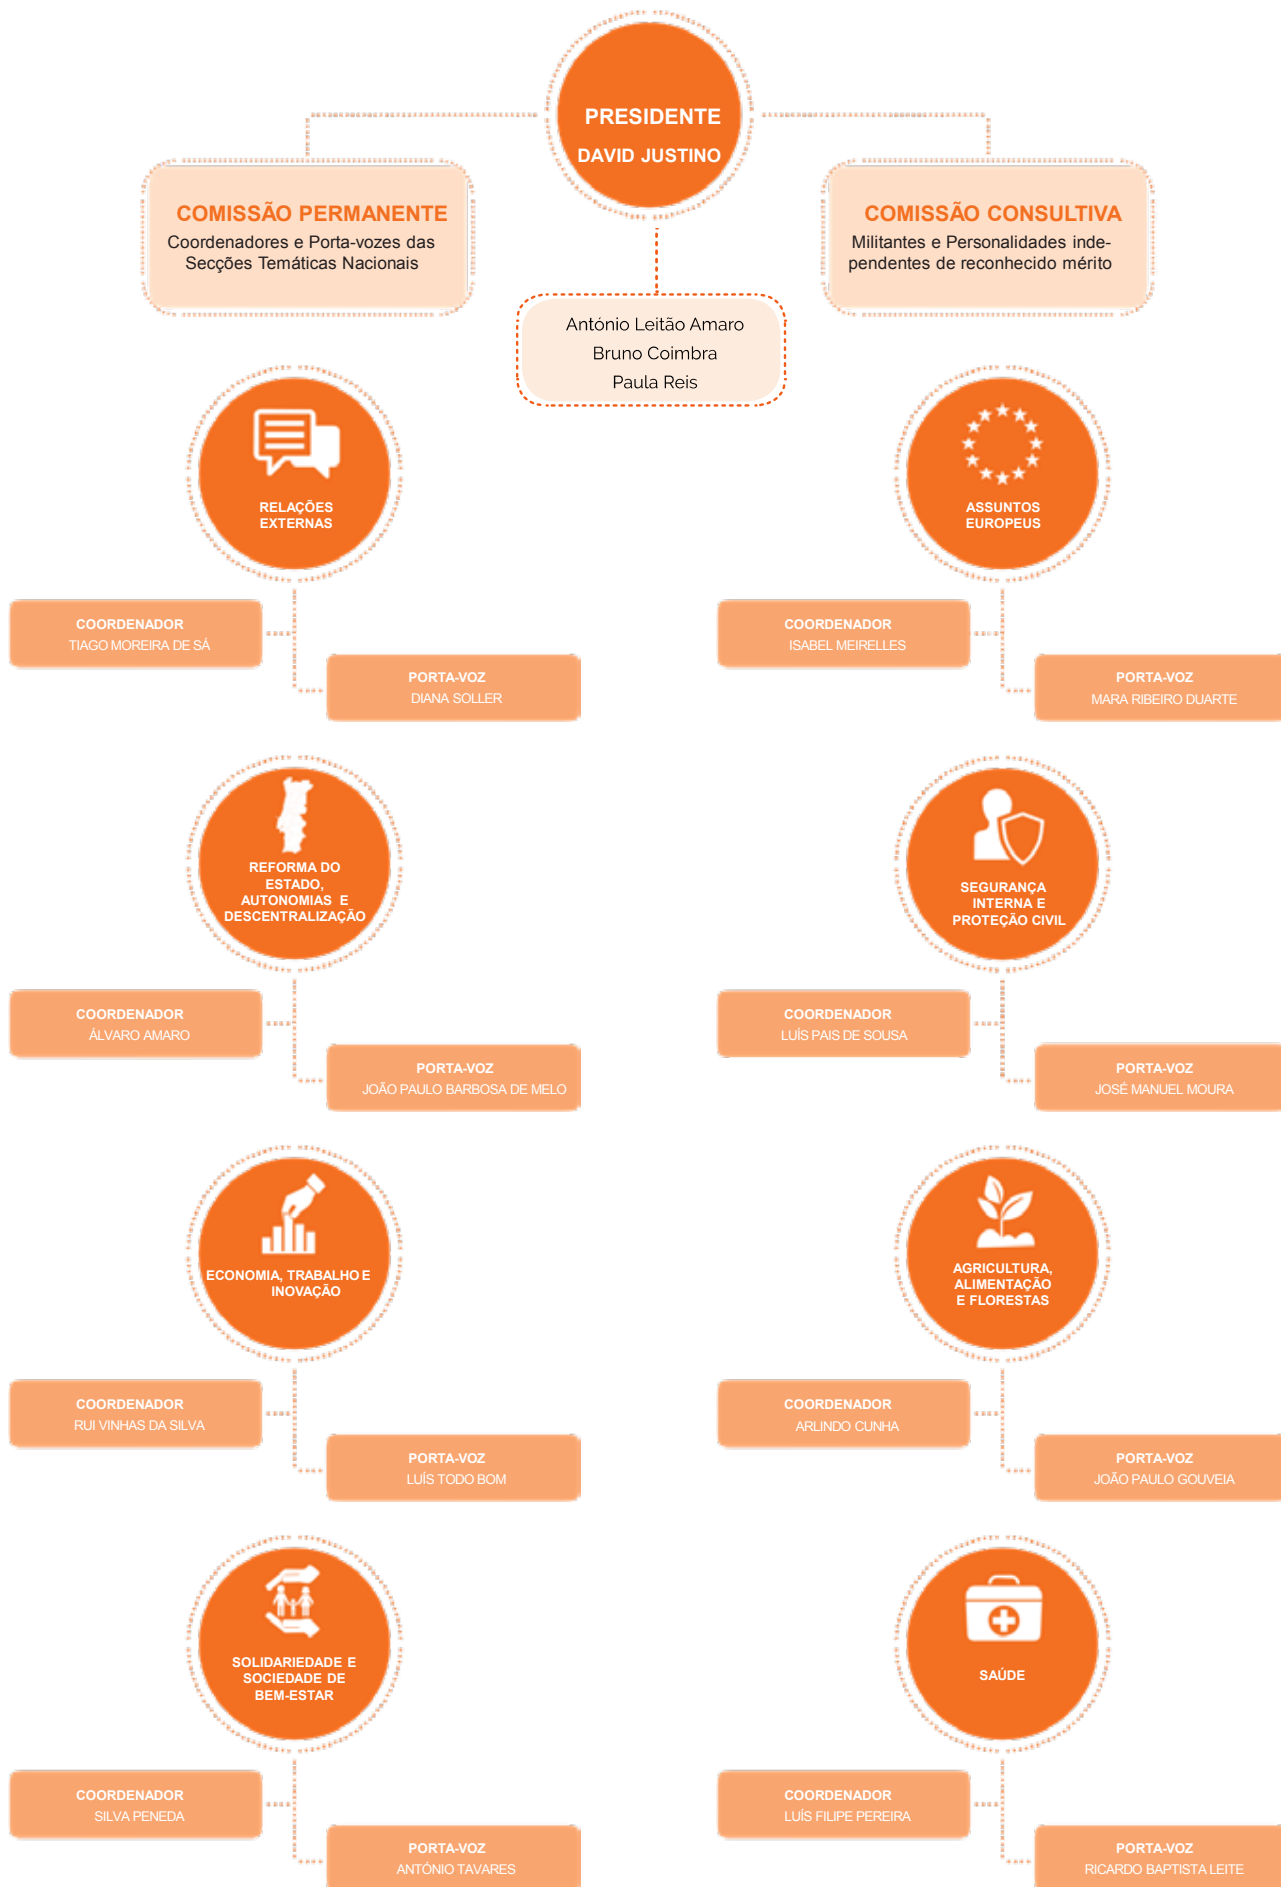 PRESIDENTE
DAVID JUSTINO
COMISSÃO PERMANENTE
Coordenadores e Porta-vozes das
Secções Temáticas Nacionais
COMISSÃO CONSULTIVA
Militantes e Personalidades inde-
pendentes de reconhecido mérito
António Leitão Amaro
Bruno Coimbra
Paula Reis
RELAÇÕES
EXTERNAS
COORDENADOR
TIAGO MOREIRA DE SÁ
PORTA-VOZ
DIANA SOLLER
ASSUNTOS
EUROPEUS
COORDENADOR
ISABEL MEIRELLES
PORTA-VOZ
MARA RIBEIRO DUARTE
REFORMA DO
ESTADO,
AUTONOMIAS E
DESCENTRALIZAÇÃO
COORDENADOR
ÁLVARO AMARO
PORTA-VOZ
JOÃO PAULO BARBOSA DE MELO
SEGURANÇA
INTERNA E
PROTEÇÃO CIVIL
COORDENADOR
LUÍS PAIS DE SOUSA
PORTA-VOZ
JOSÉ MANUEL MOURA
ECONOMIA, TRABALHO E
INOVAÇÃO
COORDENADOR
RUI VINHAS DA SILVA
PORTA-VOZ
LUÍS TODO BOM
AGRICULTURA,
ALIMENTAÇÃO
E FLORESTAS
COORDENADOR
ARLINDO CUNHA
PORTA-VOZ
JOÃO PAULO GOUVEIA
SOLIDARIEDADE E
SOCIEDADE DE
BEM-ESTAR
COORDENADOR
SILVA PENEDA
PORTA-VOZ
ANTÓNIO TAVARES
SAÚDE
COORDENADOR
LUÍS FILIPE PEREIRA
PORTA-VOZ
RICARDO BAPTISTA LEITE